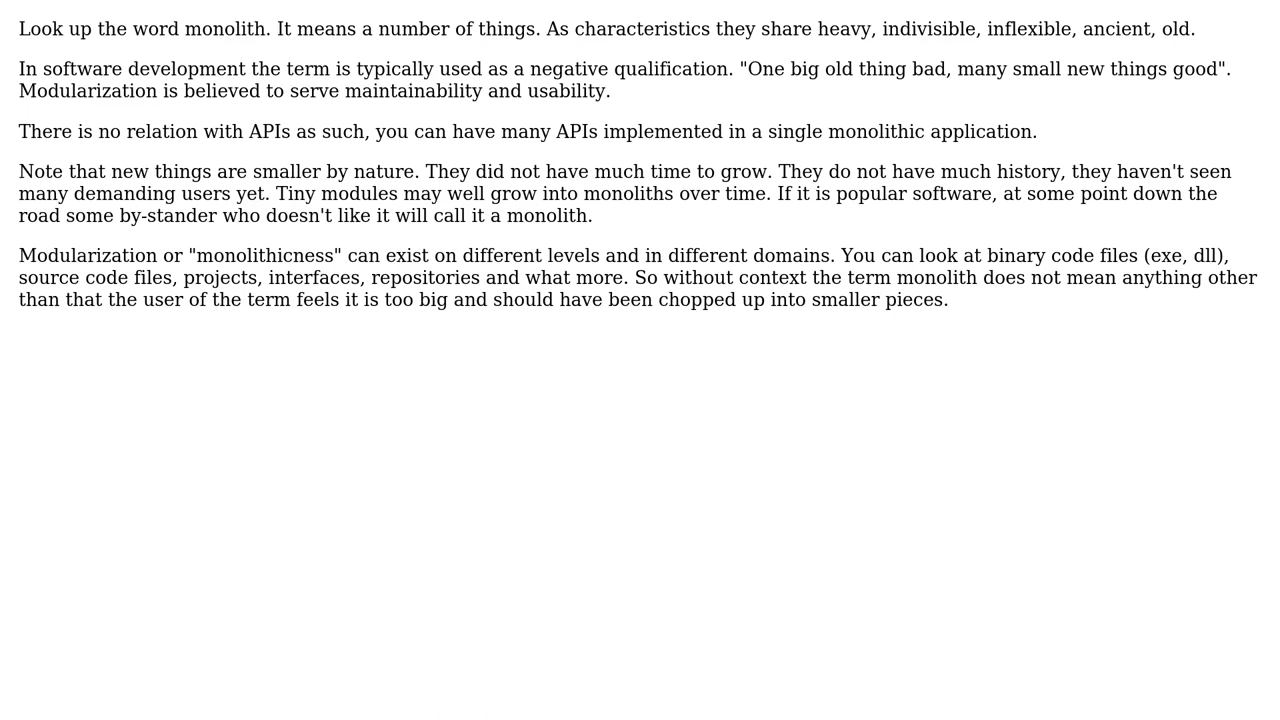 Look up the word monolith. It means a number of things. As characteristics they share heavy, indivisible, inflexible, ancient, old.
In software development the term is typically used as a negative qualification. "One big old thing bad, many small new things good".
Modularization is believed to serve maintainability and usability.
There is no relation with APIs as such, you can have many APIs implemented in a single monolithic application.
Note that new things are smaller by nature. They did not have much time to grow. They do not have much history, they haven't seen
many demanding users yet. Tiny modules may well grow into monoliths over time. If it is popular software, at some point down the
road some by-stander who doesn't like it will call it a monolith.
Modularization or "monolithicness" can exist on different levels and in different domains. You can look at binary code files (exe, dll),
source code files, projects, interfaces, repositories and what more. So without context the term monolith does not mean anything other
than that the user of the term feels it is too big and should have been chopped up into smaller pieces.